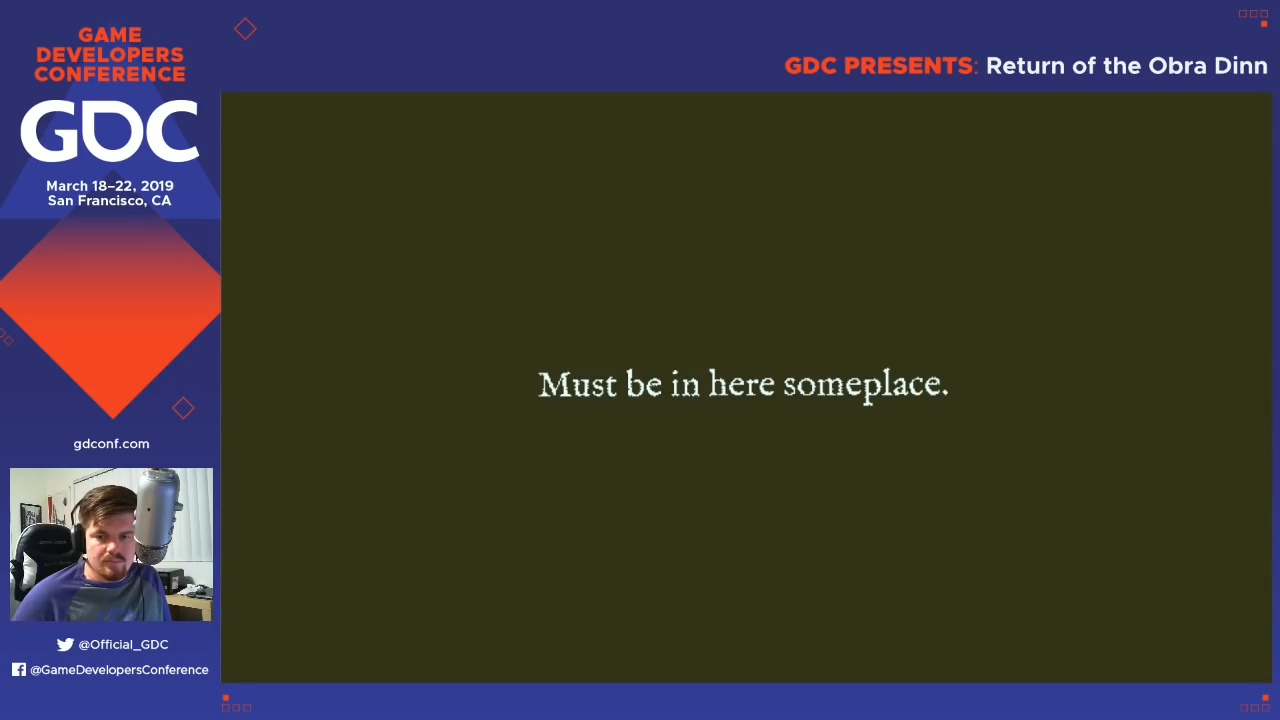 GAME
DEVELOPERS
CONFERENCE
GDC
March 18–22, 2019
San Francisco, CA
GDC PRESENTS: Return of the Obra Dinn
Must be in here someplace.
gdconf.com
@Official_GDC
@GameDevelopersConference